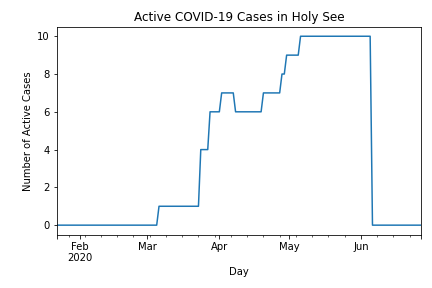 Active COVID-19 Cases in Holy See
Number of Active Cases
10
8
6
4
2
0
Feb Mar Apr May Jun
2020
Day